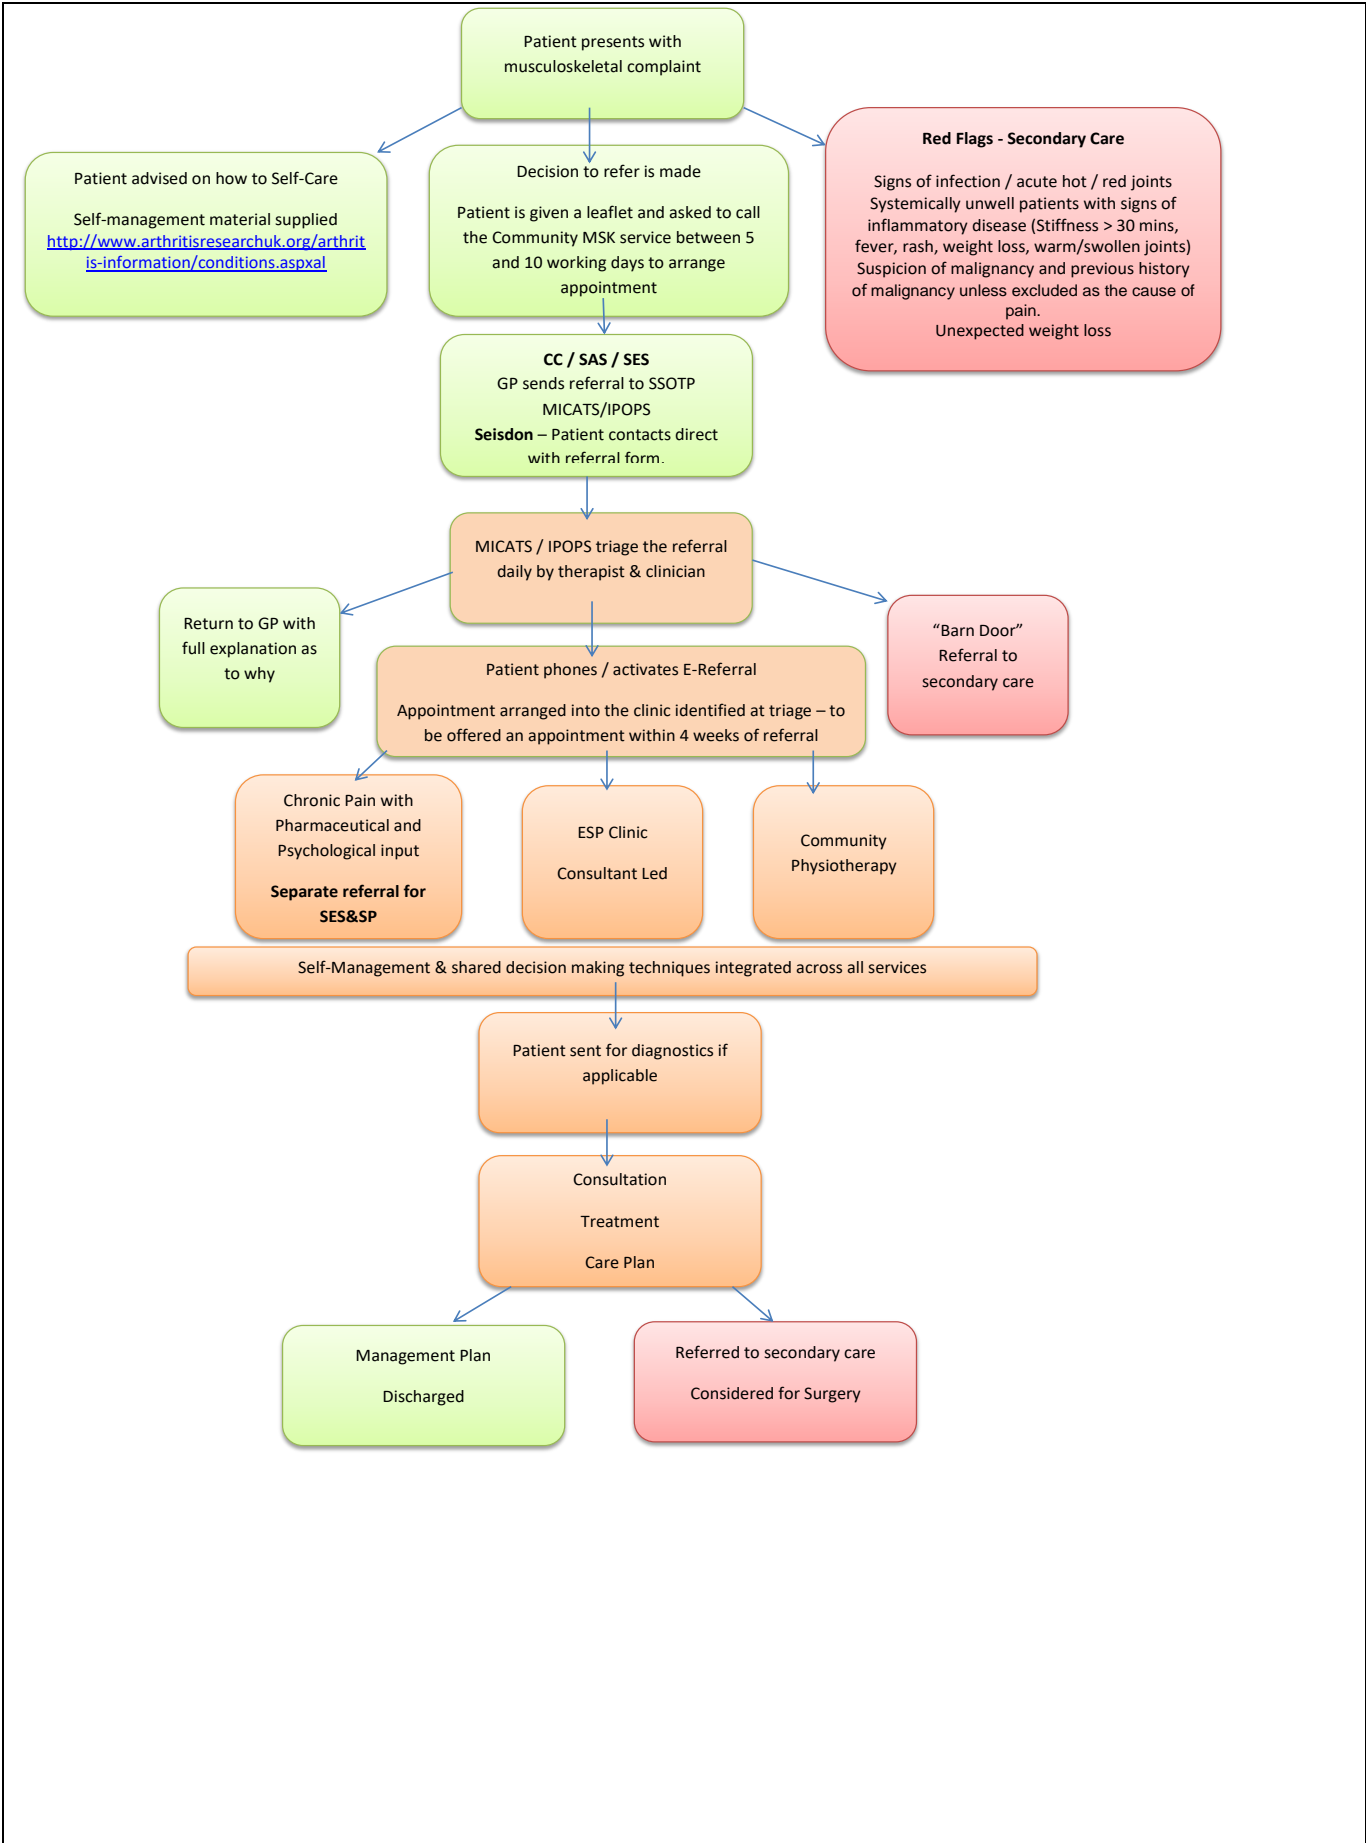 Patient presents with
musculoskeletal complaint
Patient advised on how to Self-Care
Self-management material supplied
http://www.arthritisresearchuk.org/arthrit
is-information/conditions.aspxal
Decision to refer is made
Patient is given a leaflet and asked to call
the Community MSK service between 5
and 10 working days to arrange
appointment
Red Flags - Secondary Care
Signs of infection / acute hot / red joints
Systemically unwell patients with signs of
inflammatory disease (Stiffness > 30 mins,
fever, rash, weight loss, warm/swollen joints)
Suspicion of malignancy and previous history
of malignancy unless excluded as the cause of
pain.
Unexpected weight loss
CC / SAS / SES
GP sends referral to SSOTP
MICATS/IPOPS
Seisdon – Patient contacts direct
with referral form.
MICATS / IPOPS triage the referral
daily by therapist & clinician
Return to GP with
full explanation as
to why
“Barn Door”
Referral to
secondary care
Patient phones / activates E-Referral
Appointment arranged into the clinic identified at triage – to
be offered an appointment within 4 weeks of referral
Chronic Pain with
Pharmaceutical and
Psychological input
Separate referral for
SES&SP
ESP Clinic
Consultant Led
Community
Physiotherapy
Self-Management & shared decision making techniques integrated across all services
Patient sent for diagnostics if
applicable
Consultation
Treatment
Care Plan
Management Plan
Discharged
Referred to secondary care
Considered for Surgery